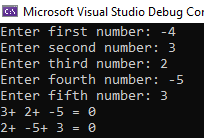 Microsoft Visual Studio Debug Cor
Enter first number: -4
Enter second number: 3
Enter third number: 2
Enter fourth number: -5
Enter fifth number: 3
3+ 2+ -5 = 0
2+ -5+ 3 = 0